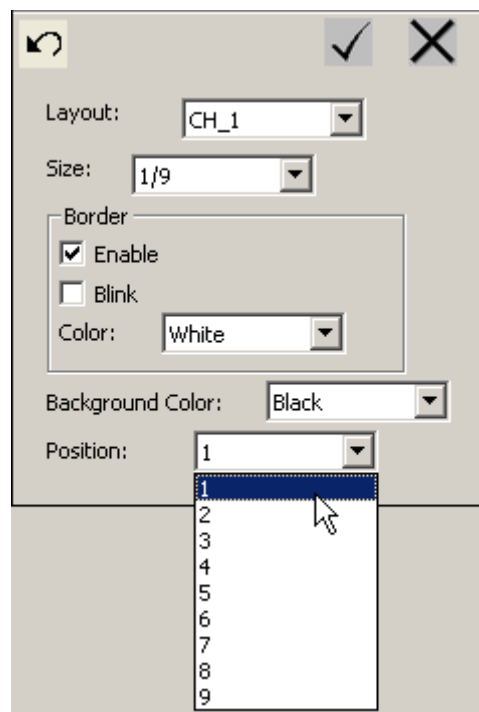 Layout: CH_1
Size: 1/9
Border
Enable
Blink
Color: White
Background Color: Black
Position: 1
1
2
3
4
5
6
7
8
9